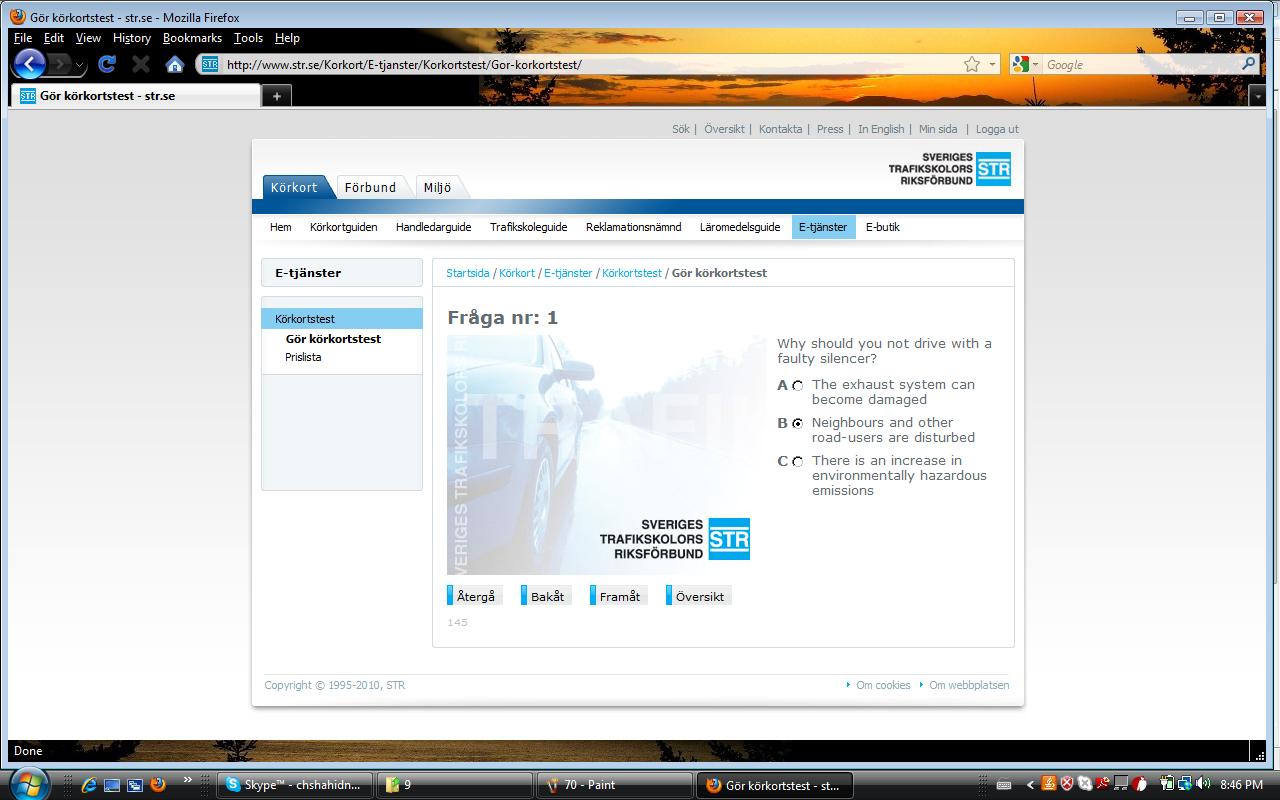 Gör körkortstest - str.se - Mozilla Firefox
File Edit View History Bookmarks Tools Help
STR http://www.str.se/Korkort/E-tjanster/Korkortstest/Gor-korkortstest/ Google
STR Gör körkortstest - str.se +
Sök | Översikt | Kontakta | Press | In English | Min sida | Logga ut
SVERIGES
TRAFIKSKOLORS STR
RIKSFÖRBUND
Körkort Förbund Miljö
Hem Körkortguiden Handledarguide Trafikskoleguide Reklamationsnämnd Läromedelsguide E-tjänster E-butik
E-tjänster
Körkortstest
Gör körkortstest
Prislista
Startsida / Körkort / E-tjänster / Körkortstest / Gör körkortstest
Fråga nr: 1
VERIGES TRAFIKSKOLORS R
TRAFIK
SVERIGES
TRAFIKSKOLORS STR
RIKSFÖRBUND
Why should you not drive with a
faulty silencer?
A The exhaust system can
become damaged
B Neighbours and other
road-users are disturbed
C There is an increase in
environmentally hazardous
emissions
Återgå Bakåt Framåt Översikt
145
Copyright © 1995-2010, STR Om cookies Om webbplatsen
Done
Skype™ - chshahidn... 9 70 - Paint Gör körkortstest - st... 8:46 PM